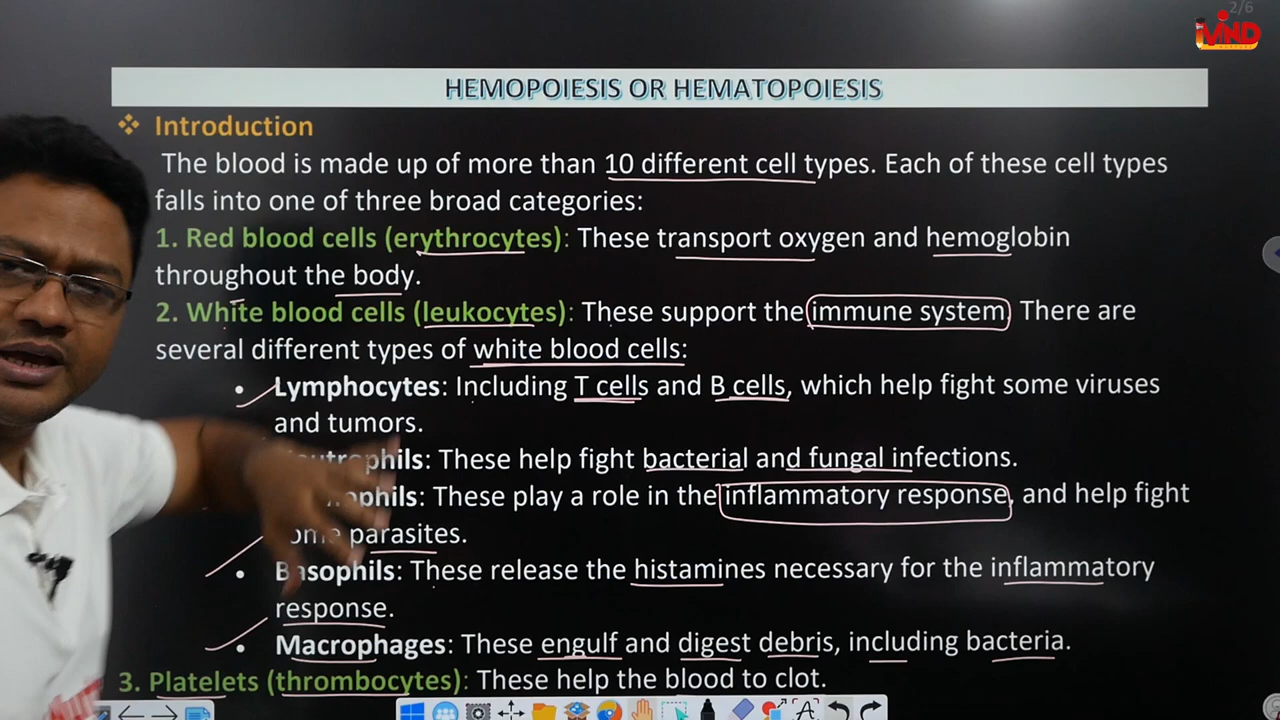 2/6
MIND
HEMOPOIESIS OR HEMATOPOIESIS
Introduction
The blood is made up of more than 10 different cell types. Each of these cell types
falls into one of three broad categories:
1. Red blood cells (erythrocytes): These transport oxygen and hemoglobin
throughout the body.
2. White blood cells (leukocytes): These support the immune system. There are
several different types of white blood cells:
• Lymphocytes: Including T cells and B cells, which help fight some viruses
and tumors.
: These help fight bacterial and fungal infections.
: These play a role in the inflammatory response, and help fight
parasites.
• Basophils: These release the histamines necessary for the inflammatory
response.
• Macrophages: These engulf and digest debris, including bacteria.
3. Platelets (thrombocytes): These help the blood to clot.